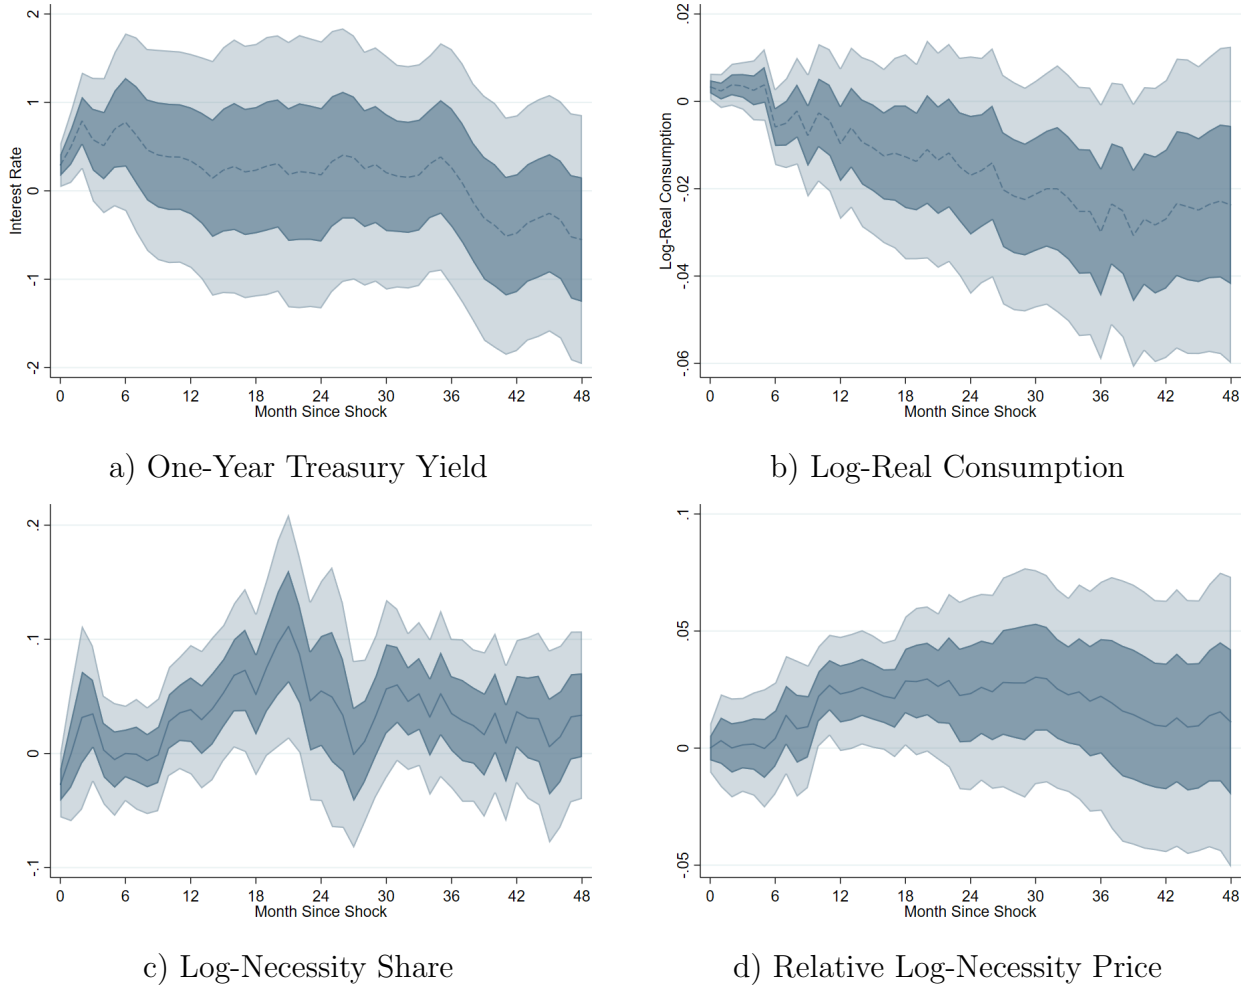 2
1
0
-1
-2
Interest Rate
0 6 12 18 24 30 36 42 48
Month Since Shock
a) One-Year Treasury Yield
.02
0
-.02
-.04
-.06
Log-Real Consumption
0 6 12 18 24 30 36 42 48
Month Since Shock
b) Log-Real Consumption
.2
.1
0
-.1
0 6 12 18 24 30 36 42 48
Month Since Shock
c) Log-Necessity Share
.1
.05
0
-.05
0 6 12 18 24 30 36 42 48
Month Since Shock
d) Relative Log-Necessity Price